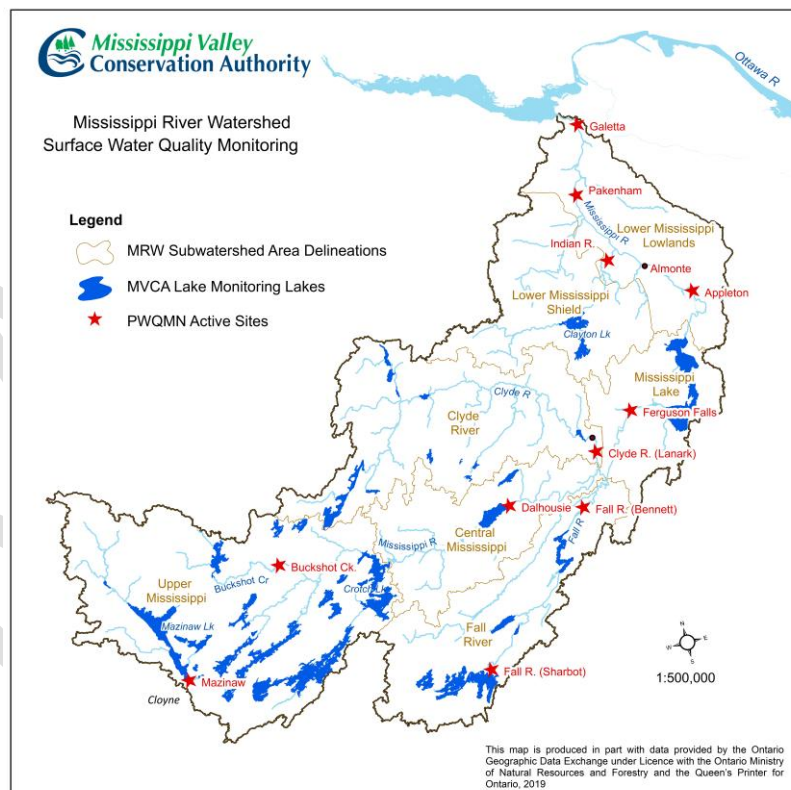 Mississippi Valley
Conservation Authority
Mississippi River Watershed
Surface Water Quality Monitoring
Legend
MRW Subwatershed Area Delineations
MVCA Lake Monitoring Lakes
PWQMN Active Sites
Ottawa R
Galetta
Pakenham
Mississippi R
Lower Mississippi
Lowlands
Indian R.
Almonte
Appleton
Lower Mississippi
Shield
Clayton Lk
Mississippi
Lake
Clyde R
Clyde
River
Ferguson Falls
Clyde R. (Lanark)
Dalhousie
Fall R. (Bennett)
Central
Mississippi
Fall R
Mississippi R
Buckshot Ck.
Buckshot Cr
Upper
Mississippi
Crotch Lk
Mazinaw Lk
Fall
River
Fall R. (Sharbot)
Mazinaw
Cloyne
N
W
E
S
1:500,000
This map is produced in part with data provided by the Ontario
Geographic Data Exchange under Licence with the Ontario Ministry
of Natural Resources and Forestry and the Queen's Printer for
Ontario, 2019